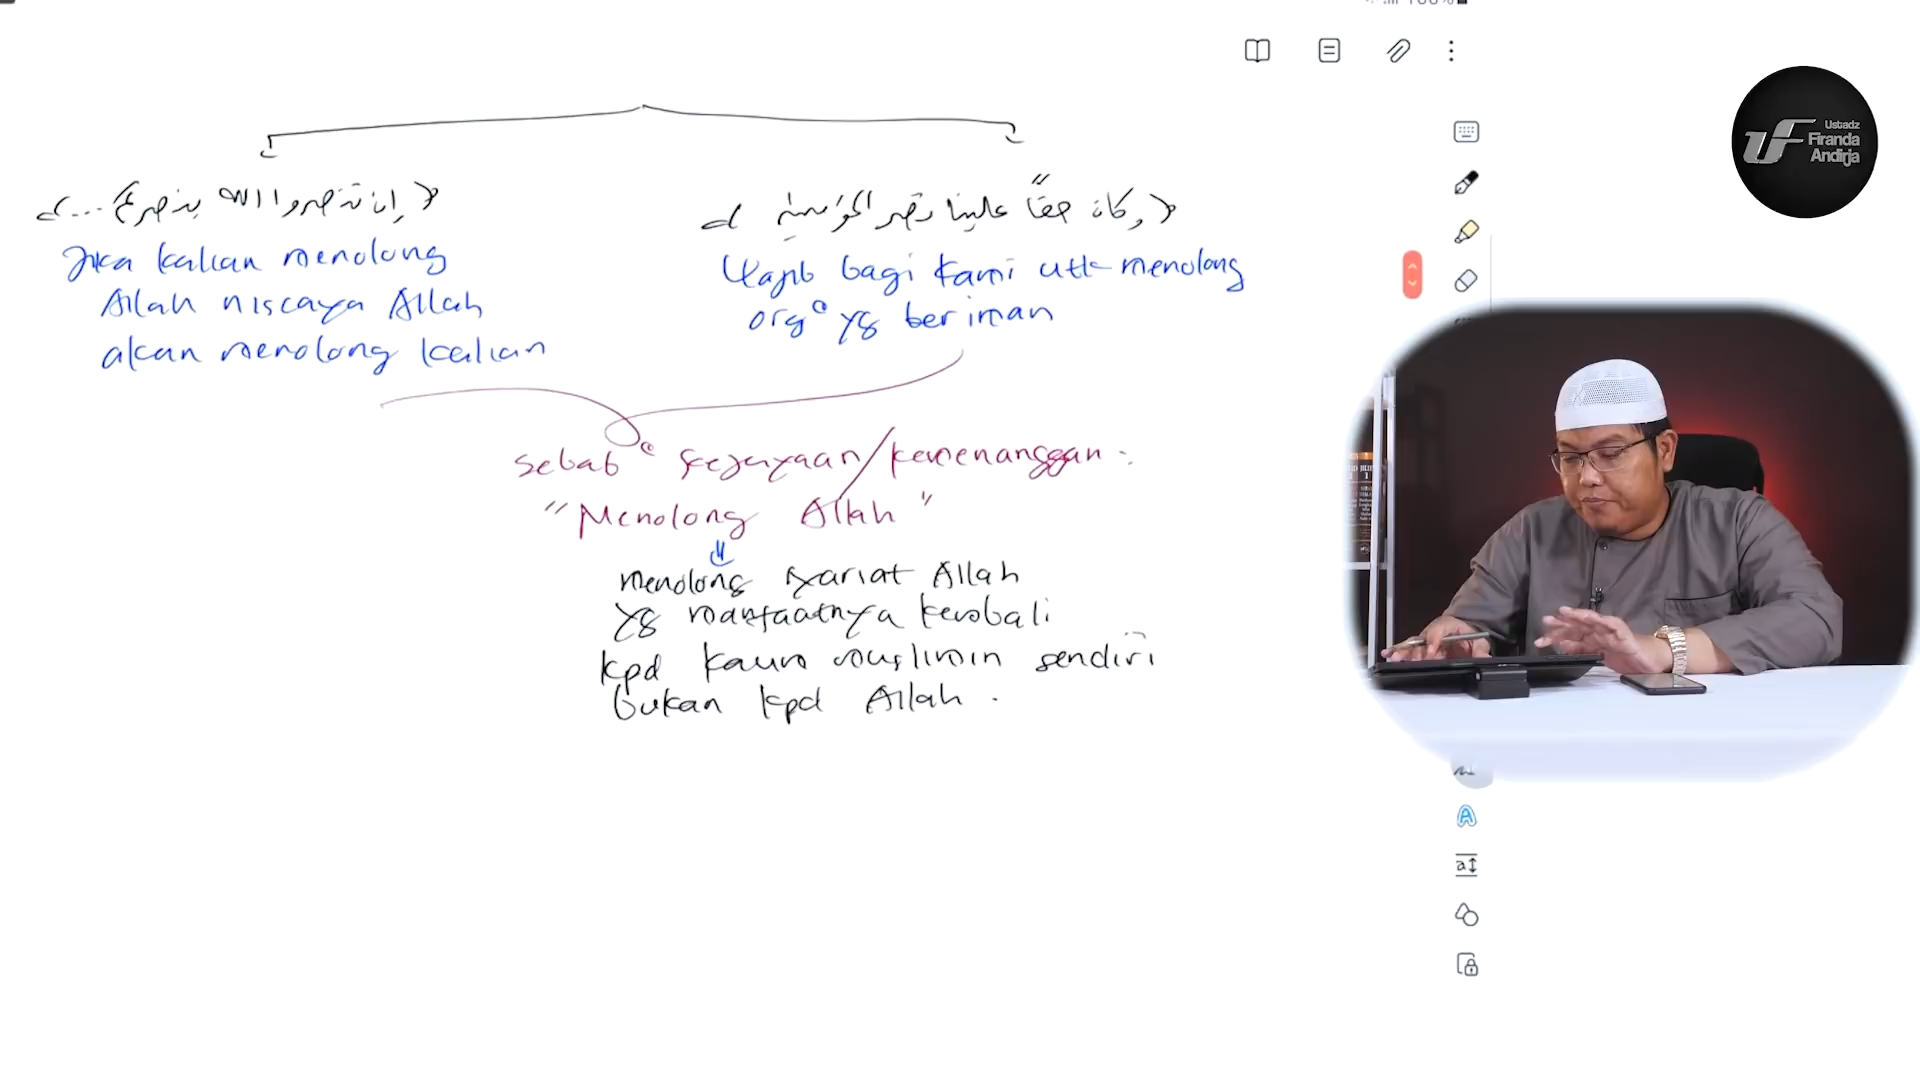 Ustadz
Firanda
Andirja
﴿إن تنصروا الله ينصركم...﴾
Jika kalian menolong
Allah niscaya Allah
akan menolong kalian
﴿وكان حقًّا علينا نصر المؤمنين﴾
Wajib bagi Kami utk menolong
org² yg beriman
Sebab² kejayaan/kemenanggan :
"Menolong Allah"
menolong syariat Allah
yg manfaatnya kembali
kpd kaum muslimin sendiri
bukan kpd Allah .